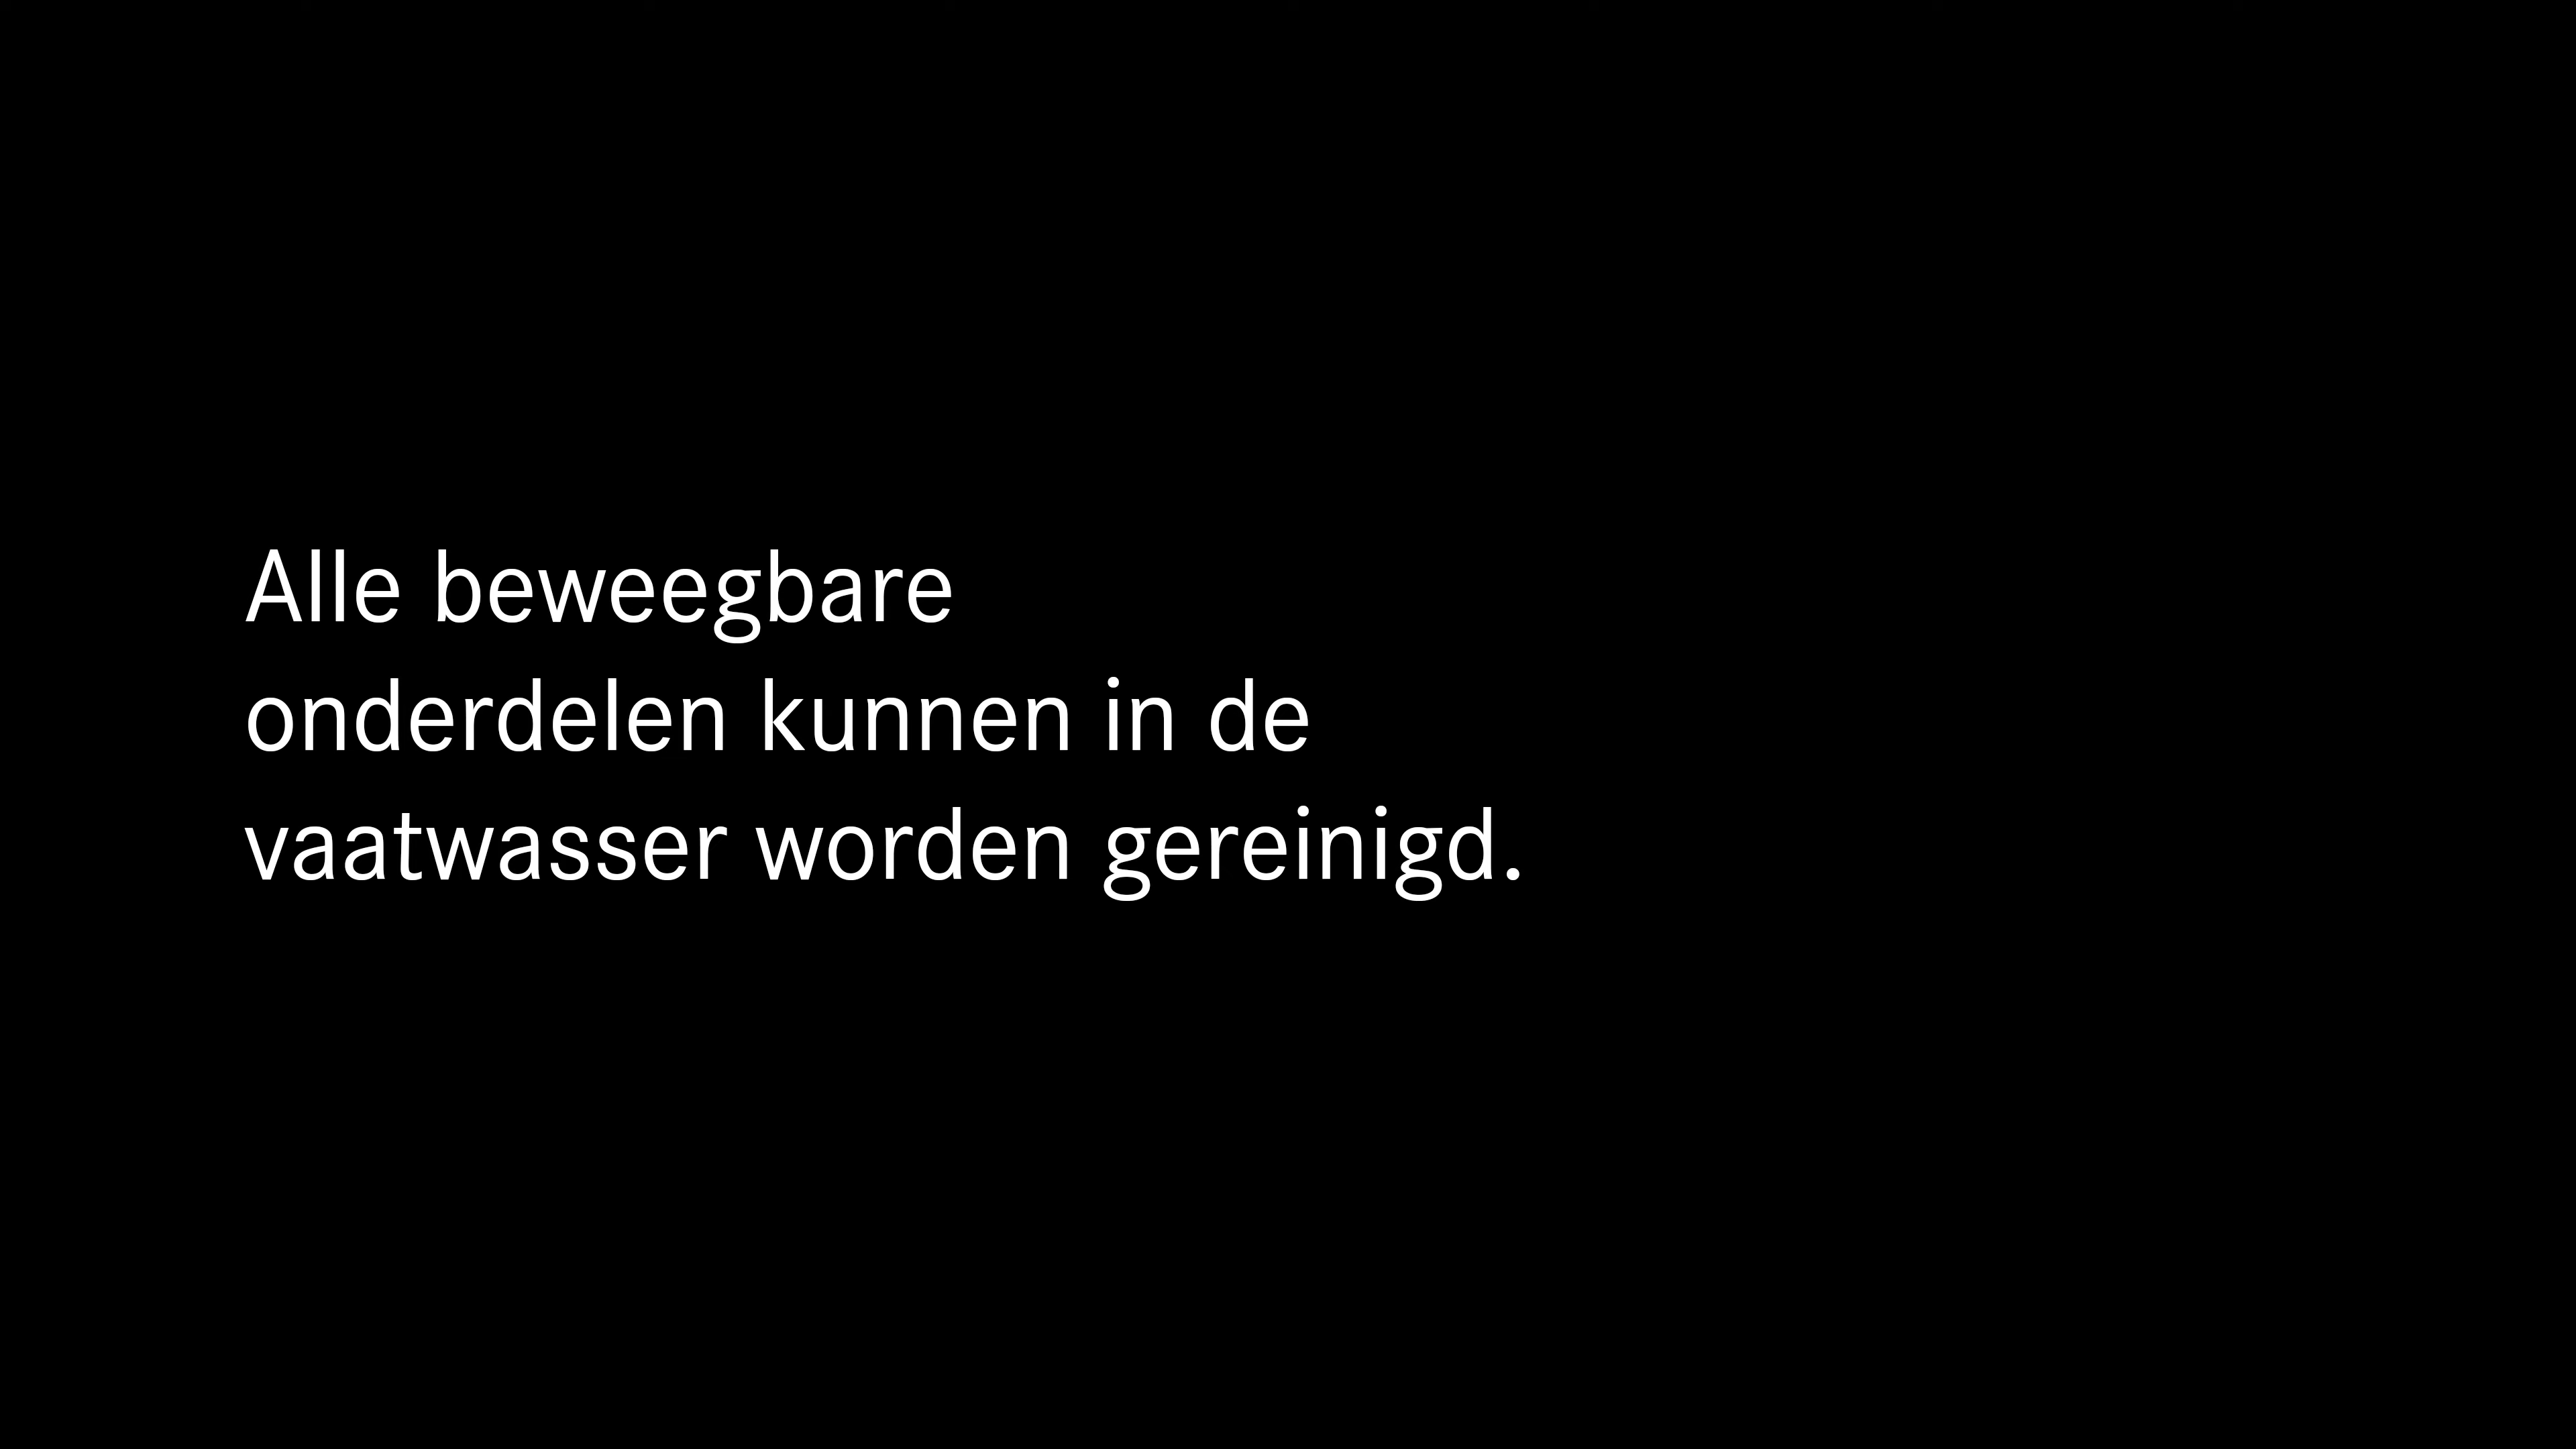 Alle beweegbare
onderdelen kunnen in de
vaatwasser worden gereinigd.